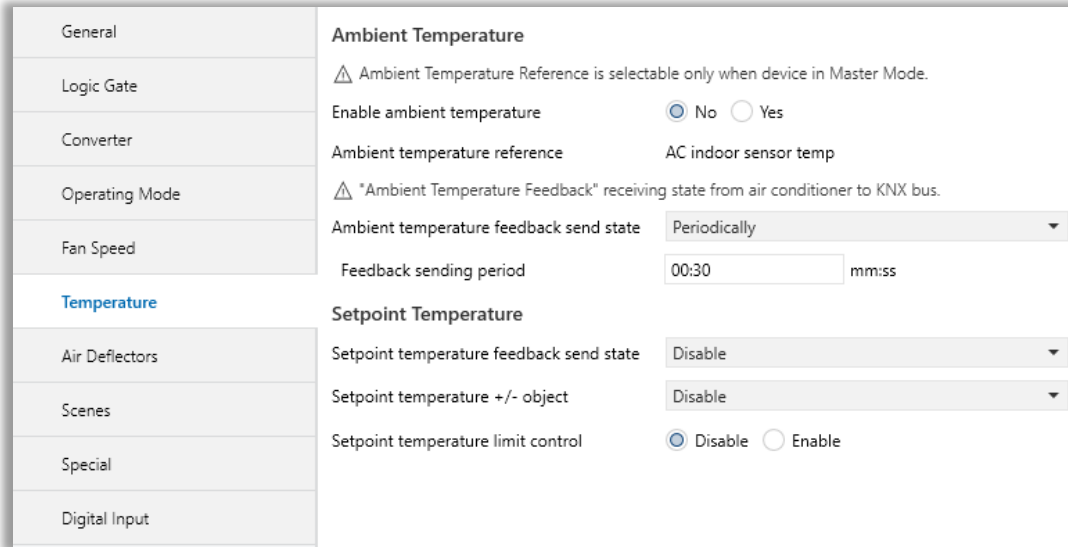 General
Logic Gate
Converter
Operating Mode
Fan Speed
Temperature
Air Deflectors
Scenes
Special
Digital Input
Ambient Temperature
⚠ Ambient Temperature Reference is selectable only when device in Master Mode.
Enable ambient temperature No Yes
Ambient temperature reference AC indoor sensor temp
⚠ "Ambient Temperature Feedback" receiving state from air conditioner to KNX bus.
Ambient temperature feedback send state Periodically
Feedback sending period 00:30 mm:ss
Setpoint Temperature
Setpoint temperature feedback send state Disable
Setpoint temperature +/- object Disable
Setpoint temperature limit control Disable Enable